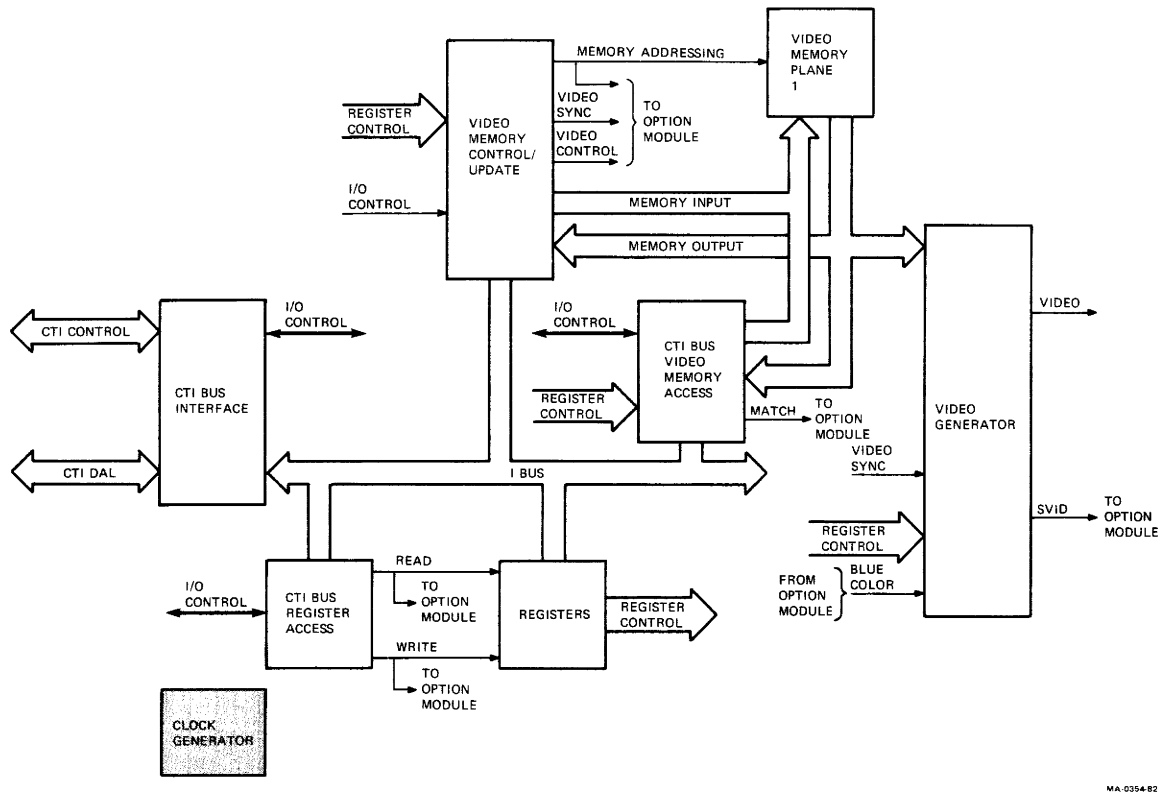 MEMORY ADDRESSING
VIDEO
MEMORY
PLANE
1
REGISTER
CONTROL
VIDEO
MEMORY
CONTROL/
UPDATE
VIDEO
SYNC
VIDEO
CONTROL
TO
OPTION
MODULE
I/O
CONTROL
MEMORY INPUT
MEMORY OUTPUT
CTI CONTROL
CTI BUS
INTERFACE
I/O
CONTROL
CTI DAL
I/O
CONTROL
CTI BUS
VIDEO
MEMORY
ACCESS
REGISTER
CONTROL
MATCH
TO
OPTION
MODULE
I BUS
VIDEO
GENERATOR
VIDEO
VIDEO
SYNC
SVID
TO
OPTION
MODULE
REGISTER
CONTROL
FROM
OPTION
MODULE
BLUE
COLOR
I/O
CONTROL
CTI BUS
REGISTER
ACCESS
READ
TO
OPTION
MODULE
WRITE
TO
OPTION
MODULE
REGISTERS
REGISTER
CONTROL
CLOCK
GENERATOR
MA-0354-82